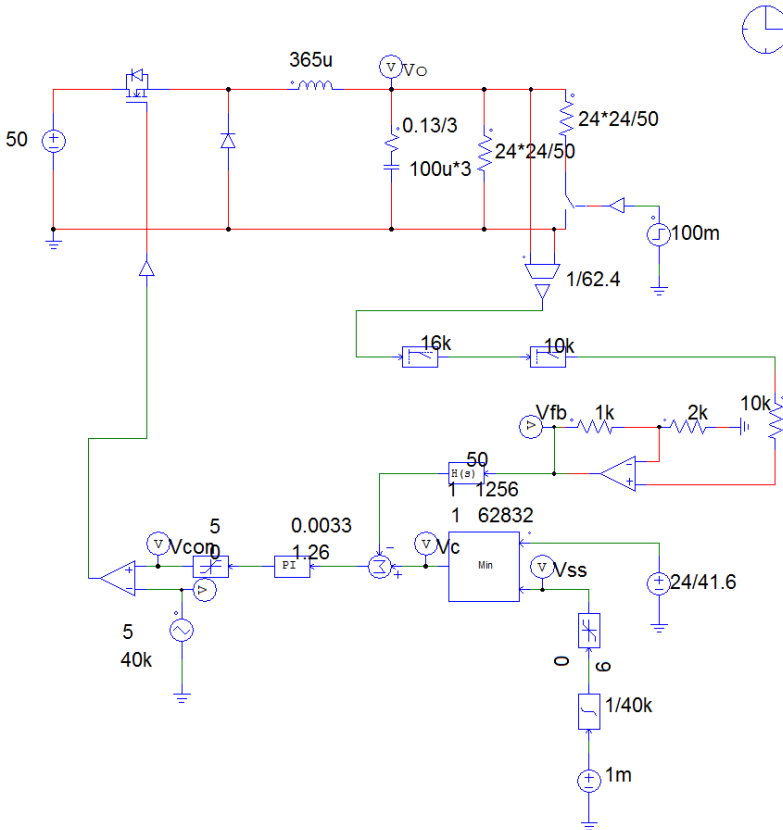 365u
V
Vo
50
0.13/3
100u*3
24*24/50
24*24/50
100m
1/62.4
16k
10k
10k
Vfb
V
1k
2k
50
H(s)
1 1256
1 62832
5
0
0.0033
1.26
V
Vcon
PI
V
Vc
Min
V
Vss
V
24/41.6
5
40k
0
6
1/40k
1m